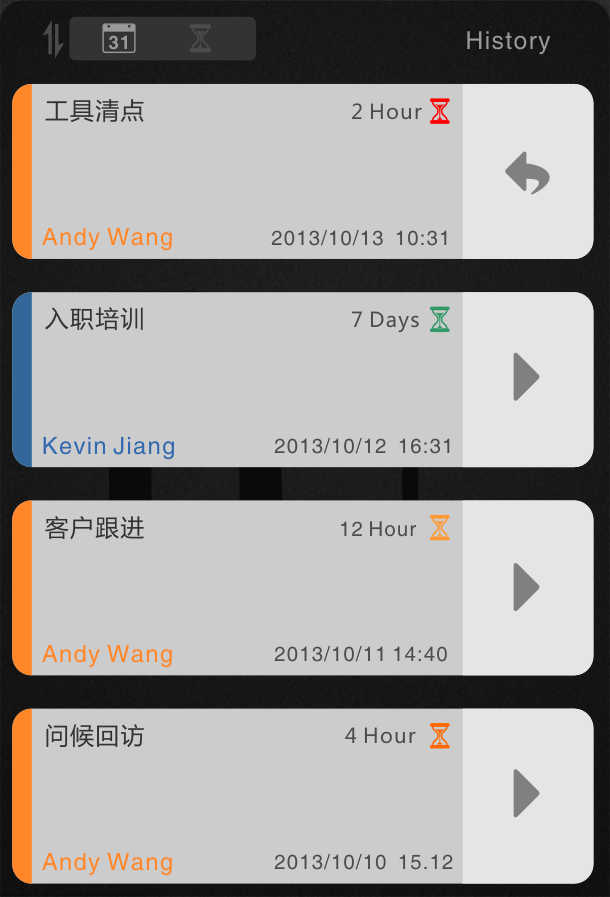 31
History
工具清点
2 Hour
Andy Wang
2013/10/13 10:31
入职培训
7 Days
Kevin Jiang
2013/10/12 16:31
客户跟进
12 Hour
Andy Wang
2013/10/11 14:40
问候回访
4 Hour
Andy Wang
2013/10/10 15.12